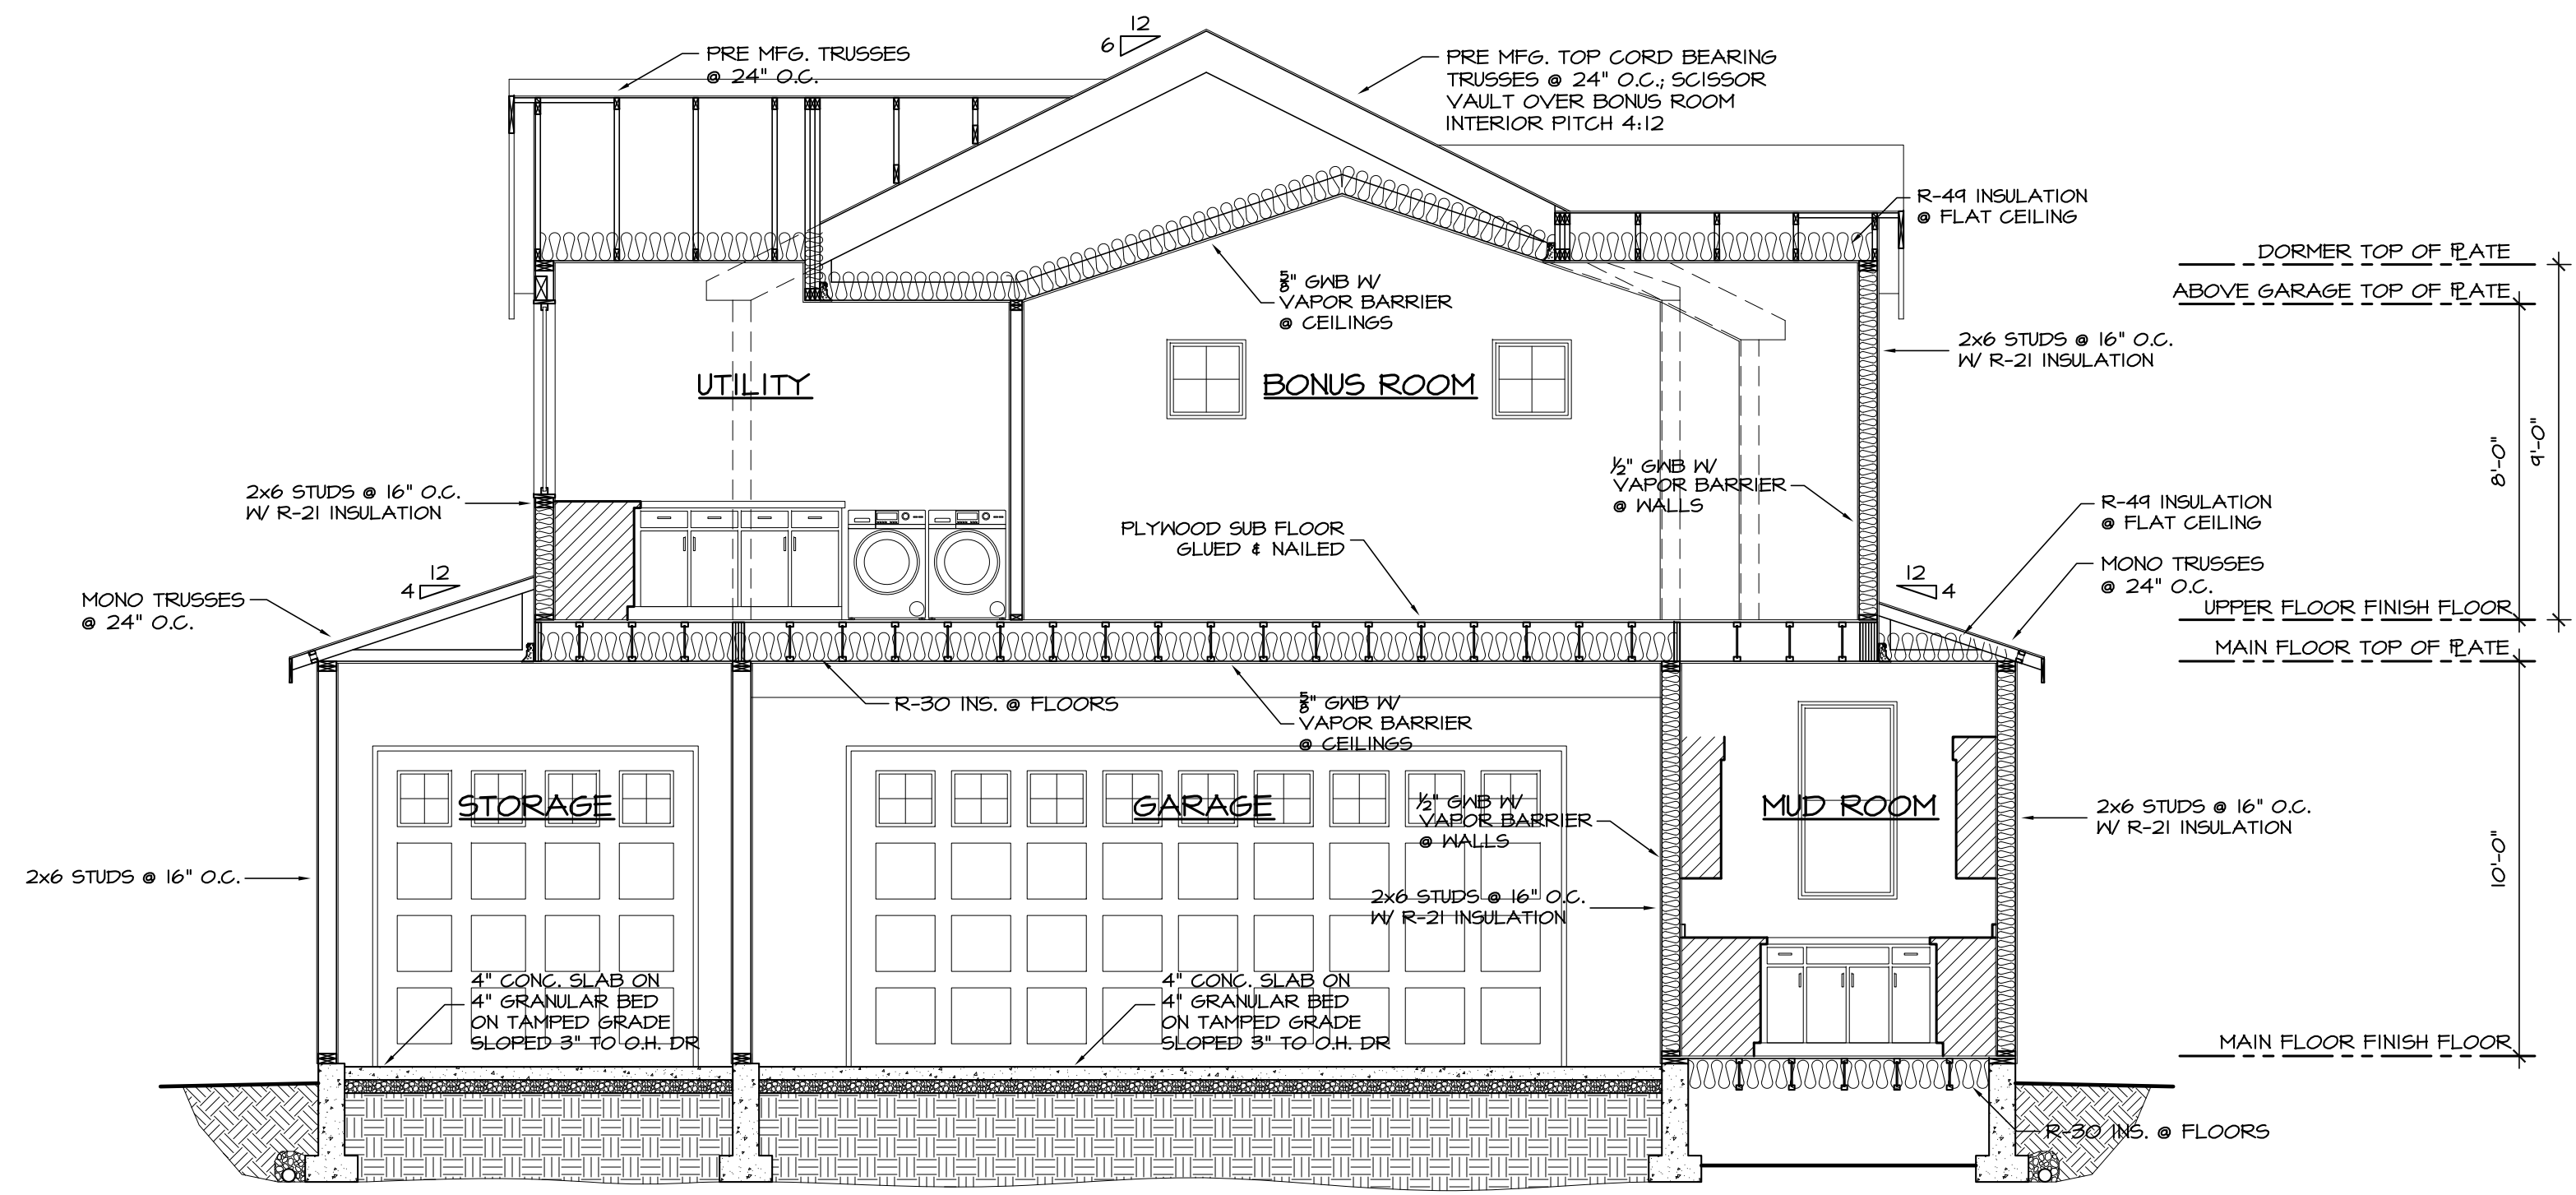 12
6
PRE MFG. TRUSSES
@ 24" O.C.
PRE MFG. TOP CORD BEARING
TRUSSES @ 24" O.C.; SCISSOR
VAULT OVER BONUS ROOM
INTERIOR PITCH 4:12
R-49 INSULATION
@ FLAT CEILING
DORMER TOP OF PLATE
ABOVE GARAGE TOP OF PLATE
5/8" GWB W/
VAPOR BARRIER
@ CEILINGS
2x6 STUDS @ 16" O.C.
W/ R-21 INSULATION
UTILITY
BONUS ROOM
8'-0"
9'-0"
2x6 STUDS @ 16" O.C.
W/ R-21 INSULATION
1/2" GWB W/
VAPOR BARRIER
@ WALLS
PLYWOOD SUB FLOOR
GLUED & NAILED
R-49 INSULATION
@ FLAT CEILING
12
4
12
4
MONO TRUSSES
@ 24" O.C.
MONO TRUSSES
@ 24" O.C.
UPPER FLOOR FINISH FLOOR
MAIN FLOOR TOP OF PLATE
R-30 INS. @ FLOORS
5/8" GWB W/
VAPOR BARRIER
@ CEILINGS
STORAGE
GARAGE
1/2" GWB W/
VAPOR BARRIER
@ WALLS
MUD ROOM
2x6 STUDS @ 16" O.C.
W/ R-21 INSULATION
10'-0"
2x6 STUDS @ 16" O.C.
2x6 STUDS @ 16" O.C.
W/ R-21 INSULATION
4" CONC. SLAB ON
4" GRANULAR BED
ON TAMPED GRADE
SLOPED 3" TO O.H. DR
4" CONC. SLAB ON
4" GRANULAR BED
ON TAMPED GRADE
SLOPED 3" TO O.H. DR
MAIN FLOOR FINISH FLOOR
R-30 INS. @ FLOORS